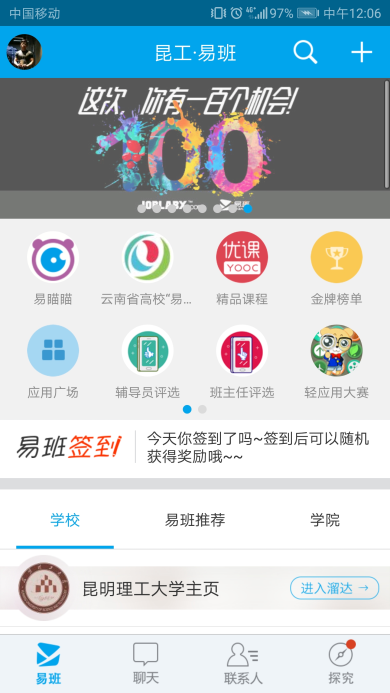 中国移动 4G 97% 中午12:06
昆工·易班
这次，你有一百个机会！
100
JOBLARX 易班
易瞄瞄 云南省高校“易... 精品课程 金牌榜单
优课
YOOC
应用广场 辅导员评选 班主任评选 轻应用大赛
易班签到
今天你签到了吗~签到后可以随机
获得奖励哦~~
学校 易班推荐 学院
昆明理工大学主页 进入溜达 ›
易班 聊天 联系人 探究